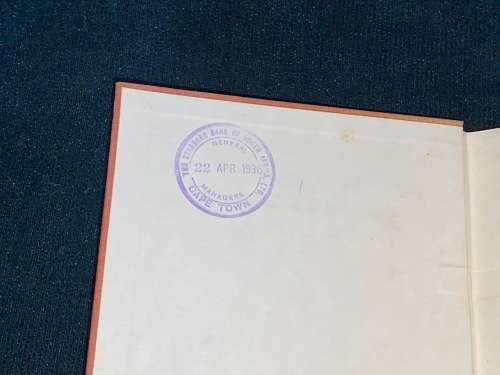 THE STANDARD BANK OF SOUTH AFRICA, LTD.
GENERAL
22 APR 1936
MANAGERS
CAPE TOWN